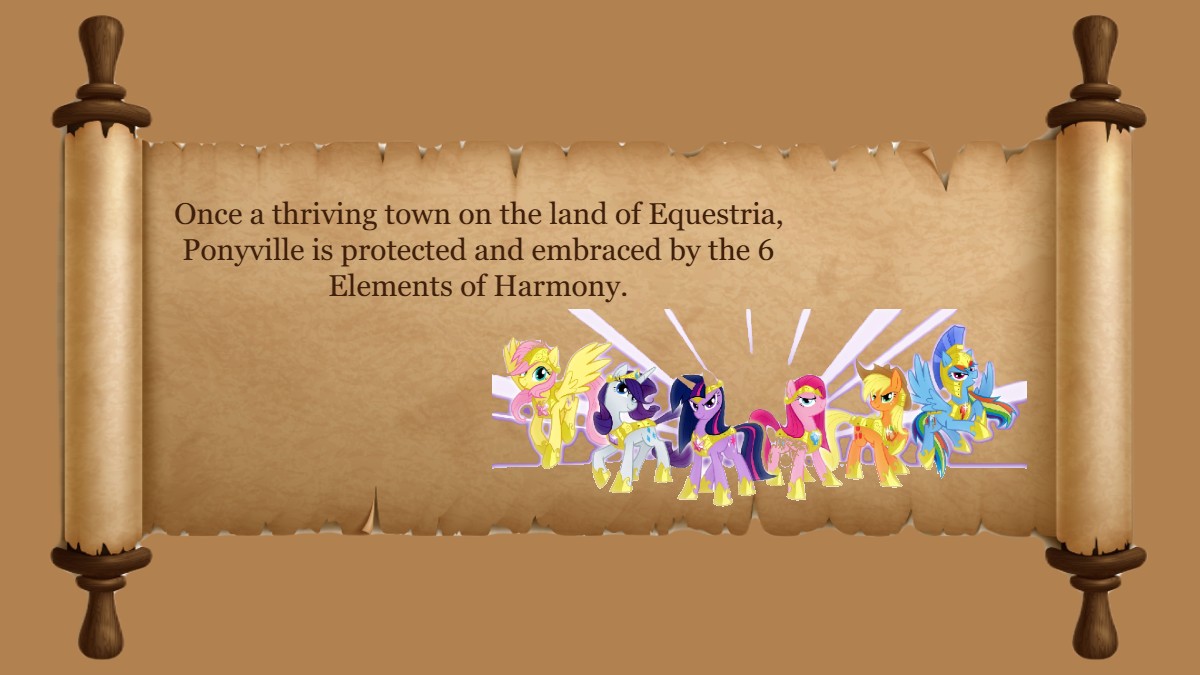 Once a thriving town on the land of Equestria,
Ponyville is protected and embraced by the 6
Elements of Harmony.